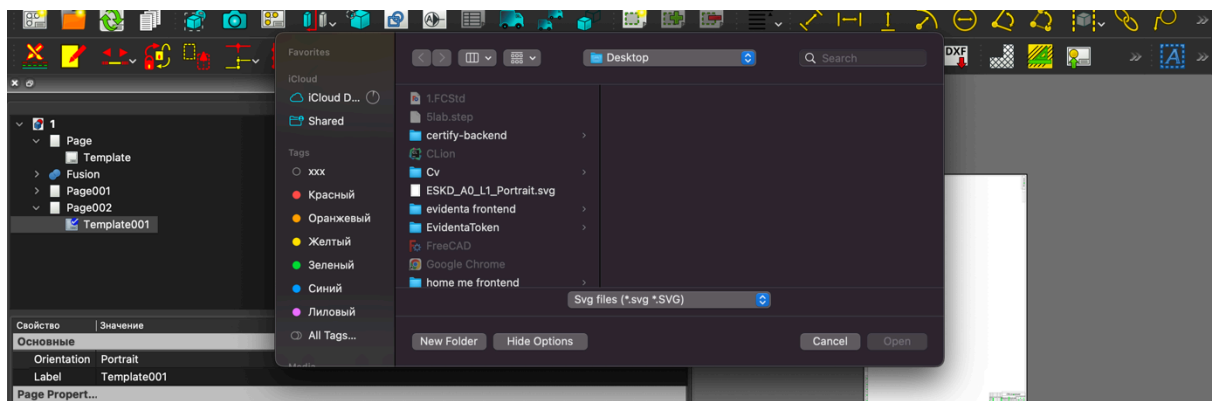 DXF
A
Favorites
iCloud
iCloud D...
Shared
Tags
xxx
Красный
Оранжевый
Желтый
Зеленый
Синий
Лиловый
All Tags...
Desktop
Search
1.FCStd
5lab.step
certify-backend
CLion
Cv
ESKD_A0_L1_Portrait.svg
evidenta frontend
EvidentaToken
FreeCAD
Google Chrome
home me frontend
Svg files (*.svg *.SVG)
New Folder
Hide Options
Cancel
Open
1
Page
Template
Fusion
Page001
Page002
Template001
Свойство Значение
Основные
Orientation Portrait
Label Template001
Page Propert...